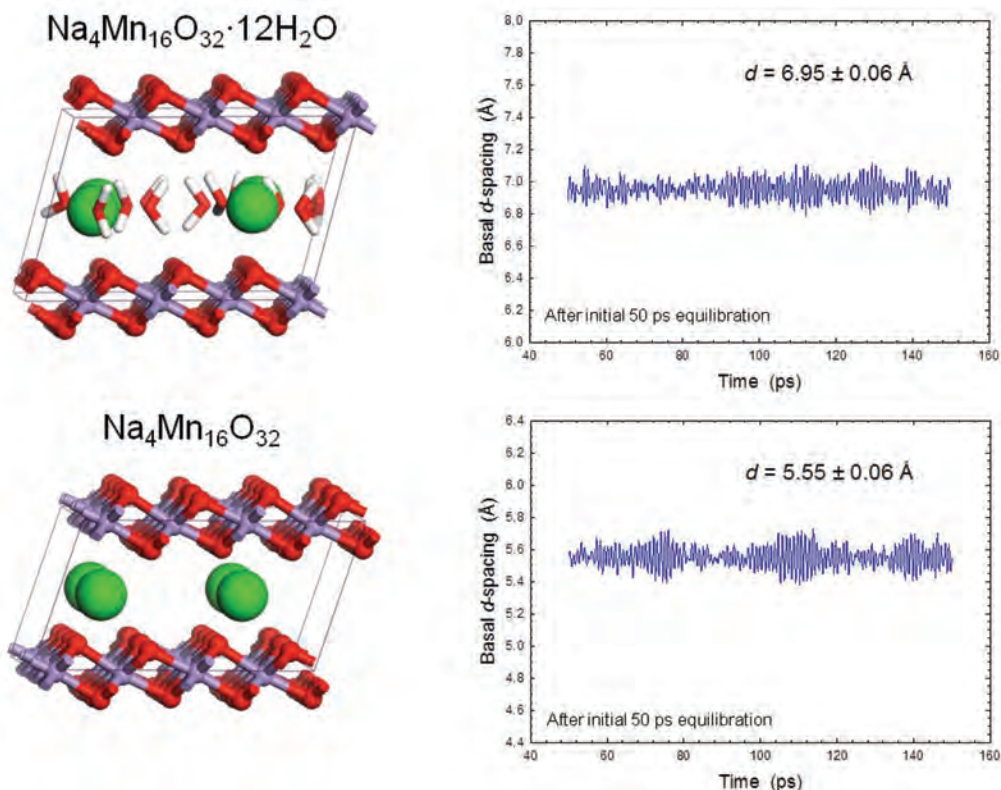 Na₄Mn₁₆O₃₂·12H₂O
8.0
7.8
7.6
7.4
7.2
7.0
6.8
6.6
6.4
6.2
6.0
Basal d-spacing (Å)
d = 6.95 ± 0.06 Å
After initial 50 ps equilibration
40 60 80 100 120 140 160
Time (ps)
Na₄Mn₁₆O₃₂
6.4
6.2
6.0
5.8
5.6
5.4
5.2
5.0
4.8
4.6
4.4
Basal d-spacing (Å)
d = 5.55 ± 0.06 Å
After initial 50 ps equilibration
40 60 80 100 120 140 160
Time (ps)